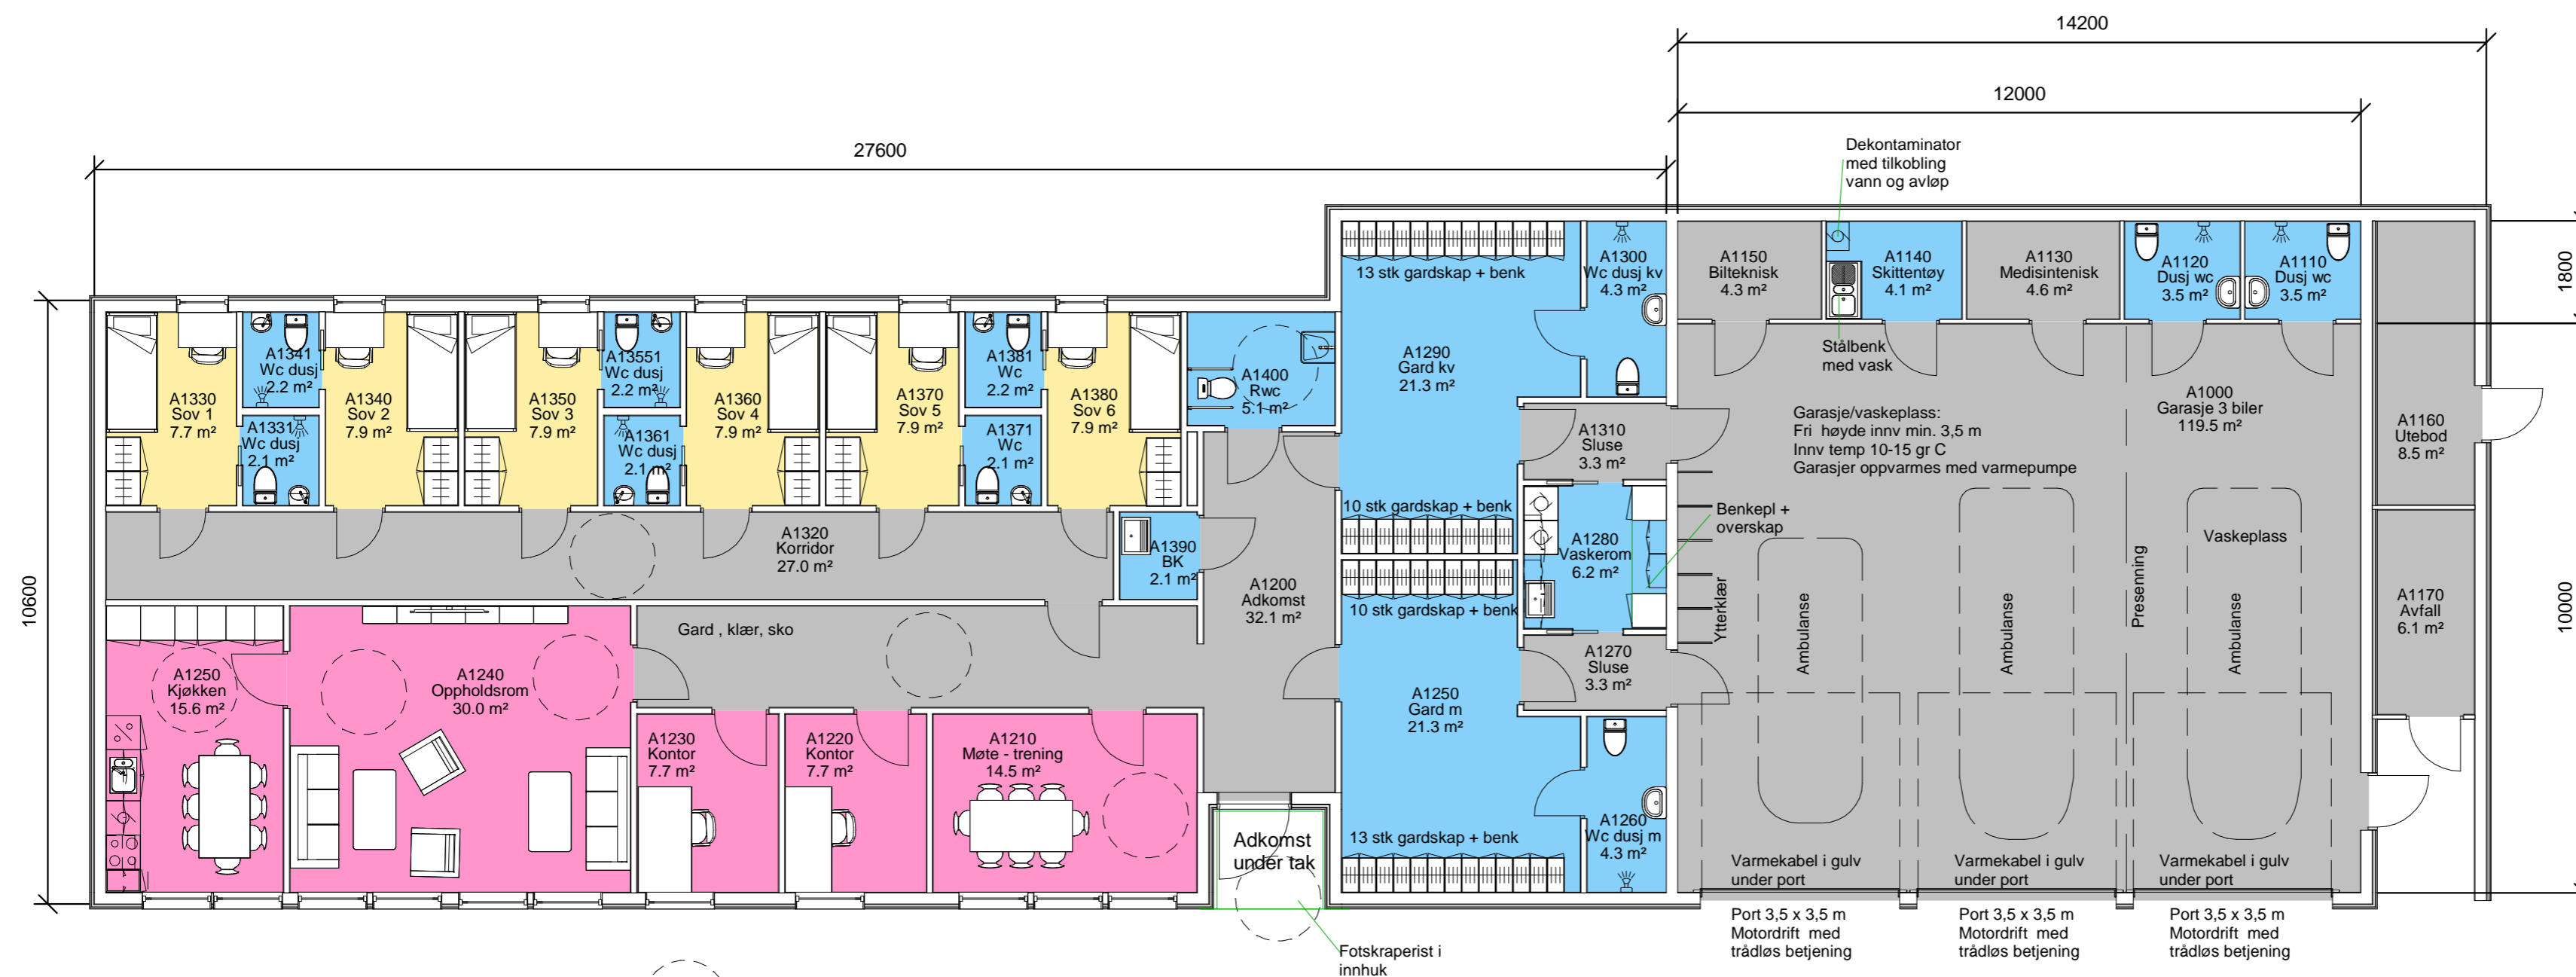 14200
12000
27600
1800
10600
10000
Dekontaminator
med tilkobling
vann og avløp
13 stk gardskap + benk
A1300
Wc dusj kv
4.3 m²
A1150
Bilteknisk
4.3 m²
A1140
Skittentøy
4.1 m²
A1130
Medisintenisk
4.6 m²
A1120
Dusj wc
3.5 m²
A1110
Dusj wc
3.5 m²
Stålbenk
med vask
A1330
Sov 1
7.7 m²
A1341
Wc dusj
2.2 m²
A1331
Wc dusj
2.1 m²
A1340
Sov 2
7.9 m²
A1350
Sov 3
7.9 m²
A13551
Wc dusj
2.2 m²
A1361
Wc dusj
2.1 m²
A1360
Sov 4
7.9 m²
A1370
Sov 5
7.9 m²
A1381
Wc
2.2 m²
A1371
Wc
2.1 m²
A1380
Sov 6
7.9 m²
A1400
Rwc
5.1 m²
A1290
Gard kv
21.3 m²
A1310
Sluse
3.3 m²
Garasje/vaskeplass:
Fri høyde innv min. 3,5 m
Innv temp 10-15 gr C
Garasjer oppvarmes med varmepumpe
A1000
Garasje 3 biler
119.5 m²
A1160
Utebod
8.5 m²
10 stk gardskap + benk
Benkepl +
overskap
A1320
Korridor
27.0 m²
A1390
BK
2.1 m²
A1280
Vaskerom
6.2 m²
Vaskeplass
A1200
Adkomst
32.1 m²
10 stk gardskap + benk
Ytterklær
Ambulanse
Ambulanse
Presenning
Ambulanse
A1170
Avfall
6.1 m²
Gard , klær, sko
A1250
Kjøkken
15.6 m²
A1240
Oppholdsrom
30.0 m²
A1270
Sluse
3.3 m²
A1250
Gard m
21.3 m²
A1230
Kontor
7.7 m²
A1220
Kontor
7.7 m²
A1210
Møte - trening
14.5 m²
13 stk gardskap + benk
A1260
Wc dusj m
4.3 m²
Adkomst
under tak
Varmekabel i gulv
under port
Varmekabel i gulv
under port
Varmekabel i gulv
under port
Port 3,5 x 3,5 m
Motordrift med
trådløs betjening
Port 3,5 x 3,5 m
Motordrift med
trådløs betjening
Port 3,5 x 3,5 m
Motordrift med
trådløs betjening
Fotskraperist i
innhuk